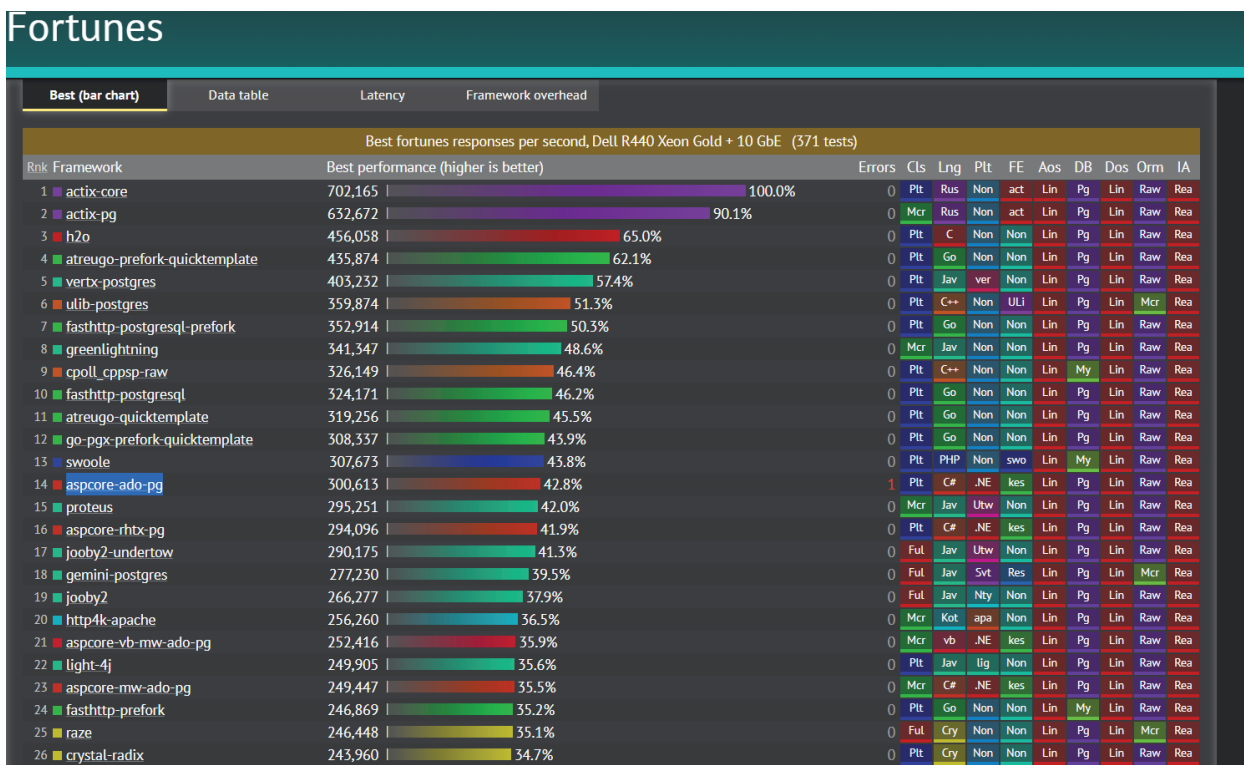 Fortunes
Best (bar chart) Data table Latency Framework overhead
Best fortunes responses per second, Dell R440 Xeon Gold + 10 GbE (371 tests)
Rnk Framework Best performance (higher is better) Errors Cls Lng Plt FE Aos DB Dos Orm IA
1 actix-core 702,165 100.0% 0 Plt Rus Non act Lin Pg Lin Raw Rea
2 actix-pg 632,672 90.1% 0 Mcr Rus Non act Lin Pg Lin Raw Rea
3 h2o 456,058 65.0% 0 Plt C Non Non Lin Pg Lin Raw Rea
4 atreugo-prefork-quicktemplate 435,874 62.1% 0 Plt Go Non Non Lin Pg Lin Raw Rea
5 vertx-postgres 403,232 57.4% 0 Plt Jav ver Non Lin Pg Lin Raw Rea
6 ulib-postgres 359,874 51.3% 0 Plt C++ Non ULi Lin Pg Lin Mcr Rea
7 fasthttp-postgresql-prefork 352,914 50.3% 0 Plt Go Non Non Lin Pg Lin Raw Rea
8 greenlightning 341,347 48.6% 0 Mcr Jav Non Non Lin Pg Lin Raw Rea
9 cpoll_cppsp-raw 326,149 46.4% 0 Plt C++ Non Non Lin My Lin Raw Rea
10 fasthttp-postgresql 324,171 46.2% 0 Plt Go Non Non Lin Pg Lin Raw Rea
11 atreugo-quicktemplate 319,256 45.5% 0 Plt Go Non Non Lin Pg Lin Raw Rea
12 go-pgx-prefork-quicktemplate 308,337 43.9% 0 Plt Go Non Non Lin Pg Lin Raw Rea
13 swoole 307,673 43.8% 0 Plt PHP Non swo Lin My Lin Raw Rea
14 aspcore-ado-pg 300,613 42.8% 1 Plt C# .NE kes Lin Pg Lin Raw Rea
15 proteus 295,251 42.0% 0 Mcr Jav Utw Non Lin Pg Lin Raw Rea
16 aspcore-rhtx-pg 294,096 41.9% 0 Plt C# .NE kes Lin Pg Lin Raw Rea
17 jooby2-undertow 290,175 41.3% 0 Ful Jav Utw Non Lin Pg Lin Raw Rea
18 gemini-postgres 277,230 39.5% 0 Ful Jav Svt Res Lin Pg Lin Mcr Rea
19 jooby2 266,277 37.9% 0 Ful Jav Nty Non Lin Pg Lin Raw Rea
20 http4k-apache 256,260 36.5% 0 Mcr Kot apa Non Lin Pg Lin Raw Rea
21 aspcore-vb-mw-ado-pg 252,416 35.9% 0 Mcr vb .NE kes Lin Pg Lin Raw Rea
22 light-4j 249,905 35.6% 0 Plt Jav lig Non Lin Pg Lin Raw Rea
23 aspcore-mw-ado-pg 249,447 35.5% 0 Mcr C# .NE kes Lin Pg Lin Raw Rea
24 fasthttp-prefork 246,869 35.2% 0 Plt Go Non Non Lin My Lin Raw Rea
25 raze 246,448 35.1% 0 Ful Cry Non Non Lin Pg Lin Mcr Rea
26 crystal-radix 243,960 34.7% 0 Plt Cry Non Non Lin Pg Lin Raw Rea